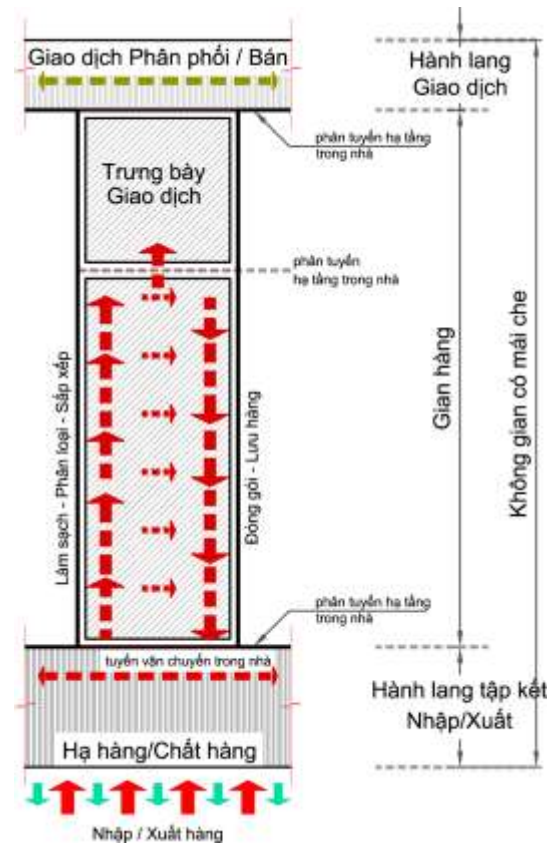 Giao dịch Phân phối / Bán
Hành lang
Giao dịch
phân tuyến hạ tầng
trong nhà
Trưng bày
Giao dịch
phân tuyến
hạ tầng trong nhà
Làm sạch - Phân loại - Sắp xếp
Đóng gói - Lưu hàng
Gian hàng
Không gian có mái che
phân tuyến hạ tầng
trong nhà
tuyến vận chuyển trong nhà
Hành lang tập kết
Nhập/Xuất
Hạ hàng/Chất hàng
Nhập / Xuất hàng